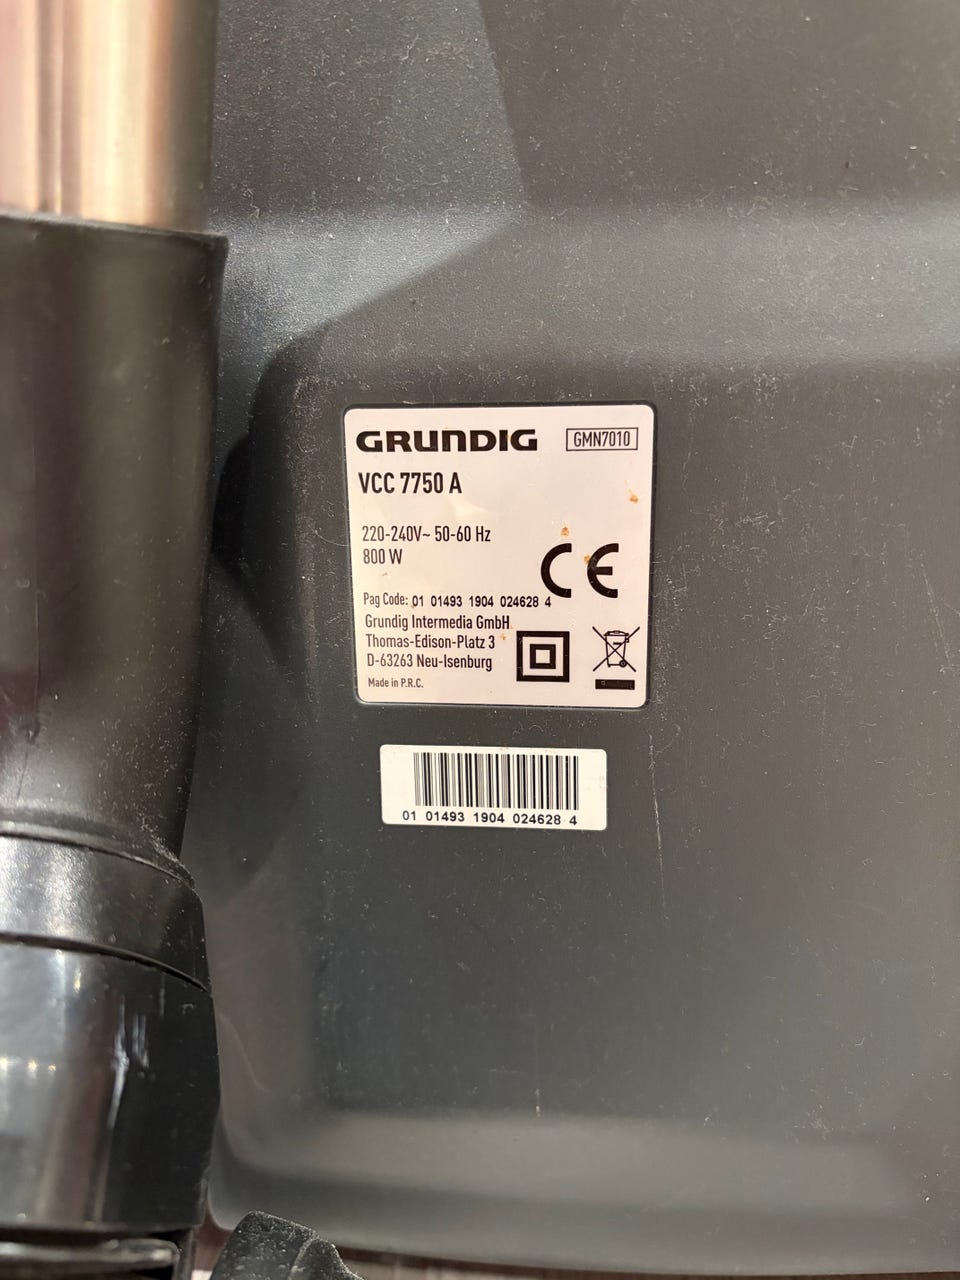 GRUNDIG GMN7010
VCC 7750 A
220-240V~ 50-60 Hz
800 W
CE
Pag Code: 01 01493 1904 024628 4
Grundig Intermedia GmbH
Thomas-Edison-Platz 3
D-63263 Neu-Isenburg
Made in P.R.C.
01 01493 1904 024628 4